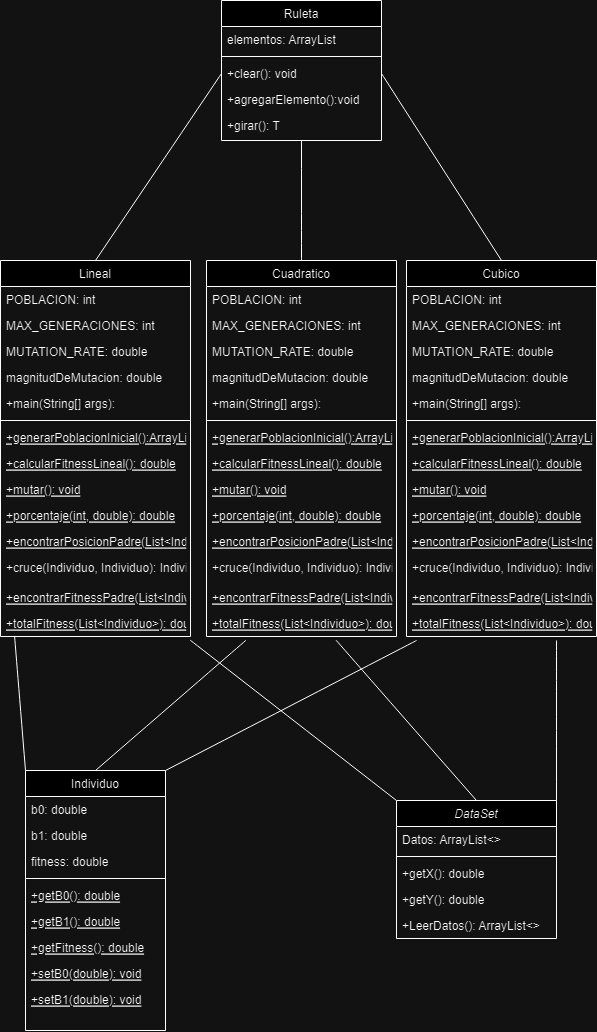 Ruleta
elementos: ArrayList
+clear(): void
+agregarElemento():void
+girar(): T
Lineal
POBLACION: int
MAX_GENERACIONES: int
MUTATION_RATE: double
magnitudDeMutacion: double
+main(String[] args):
+generarPoblacionInicial():ArrayLi
+calcularFitnessLineal(): double
+mutar(): void
+porcentaje(int, double): double
+encontrarPosicionPadre(List<Ind
+cruce(Individuo, Individuo): Indivi
+encontrarFitnessPadre(List<Indiv
+totalFitness(List<Individuo>): dou
Cuadratico
POBLACION: int
MAX_GENERACIONES: int
MUTATION_RATE: double
magnitudDeMutacion: double
+main(String[] args):
+generarPoblacionInicial():ArrayLi
+calcularFitnessLineal(): double
+mutar(): void
+porcentaje(int, double): double
+encontrarPosicionPadre(List<Ind
+cruce(Individuo, Individuo): Indivi
+encontrarFitnessPadre(List<Indiv
+totalFitness(List<Individuo>): dou
Cubico
POBLACION: int
MAX_GENERACIONES: int
MUTATION_RATE: double
magnitudDeMutacion: double
+main(String[] args):
+generarPoblacionInicial():ArrayLi
+calcularFitnessLineal(): double
+mutar(): void
+porcentaje(int, double): double
+encontrarPosicionPadre(List<Ind
+cruce(Individuo, Individuo): Indivi
+encontrarFitnessPadre(List<Indiv
+totalFitness(List<Individuo>): dou
Individuo
b0: double
b1: double
fitness: double
+getB0(): double
+getB1(): double
+getFitness(): double
+setB0(double): void
+setB1(double): void
DataSet
Datos: ArrayList<>
+getX(): double
+getY(): double
+LeerDatos(): ArrayList<>